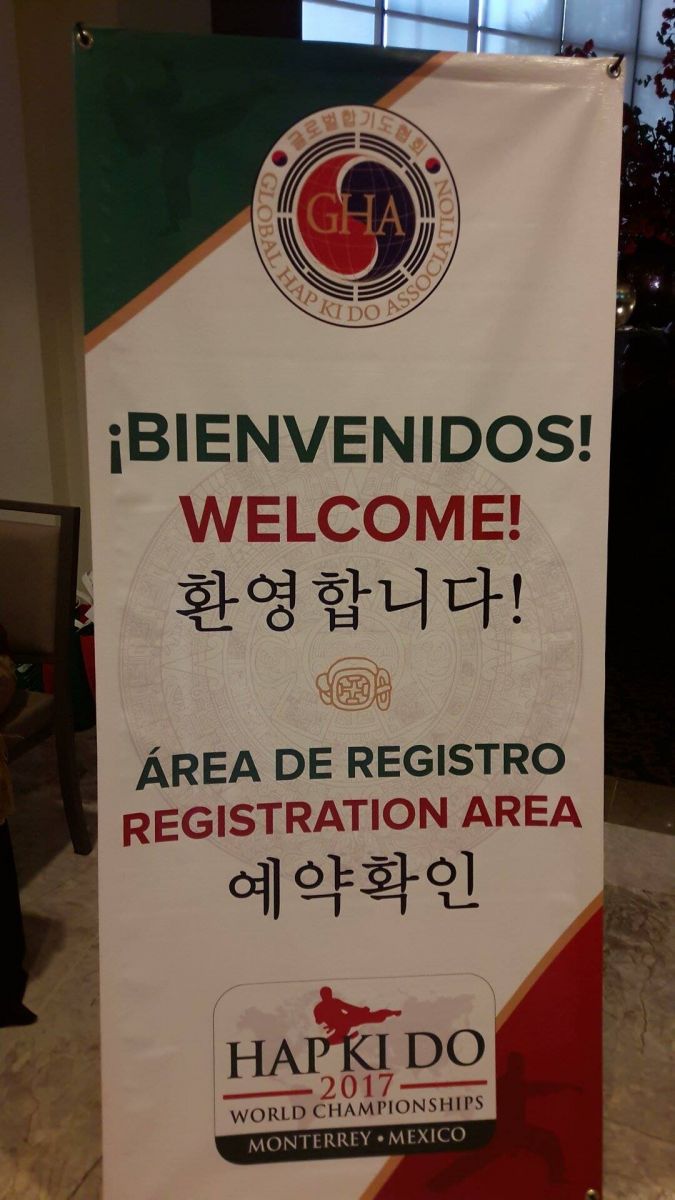 글로벌합기도협회
GHA
GLOBAL HAP KI DO ASSOCIATION
¡BIENVENIDOS!
WELCOME!
환영합니다!
ÁREA DE REGISTRO
REGISTRATION AREA
예약확인
HAP KI DO
2017
WORLD CHAMPIONSHIPS
MONTERREY • MEXICO